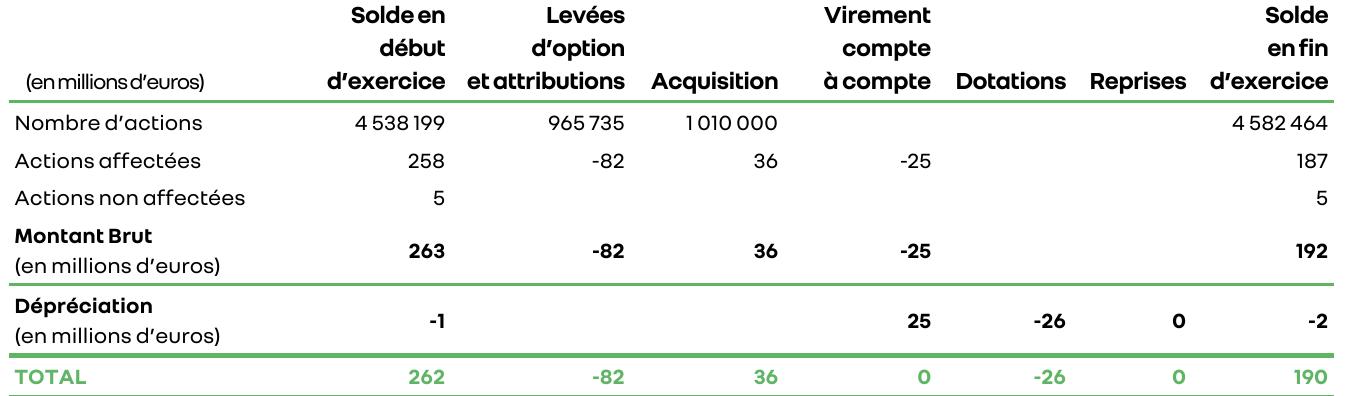 (en millions d’euros) Solde en début d’exercice Levées d’option et attributions Acquisition Virement compte à compte Dotations Reprises Solde en fin d’exercice
Nombre d’actions 4 538 199 965 735 1 010 000 4 582 464
Actions affectées 258 -82 36 -25 187
Actions non affectées 5 5
Montant Brut
(en millions d’euros) 263 -82 36 -25 192
Dépréciation
(en millions d’euros) -1 25 -26 0 -2
TOTAL 262 -82 36 0 -26 0 190